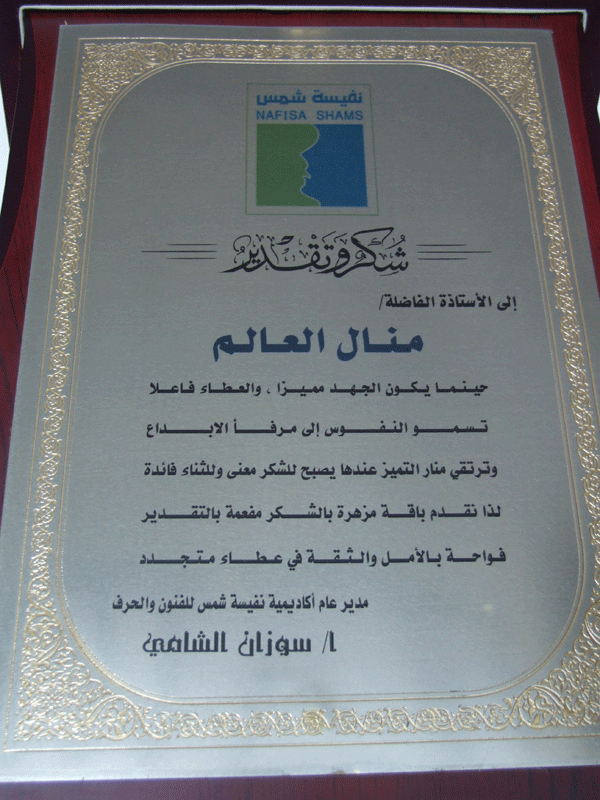 نفيسة شمس
NAFISA SHAMS
شكر وتقدير
إلى الأستاذة الفاضلة/
منال العالم
حينما يكون الجهد مميزا ، والعطاء فاعلا
تسمو النفوس إلى مرفأ الابداع
وترتقي منار التميز عندها يصبح للشكر معنى وللثناء فائدة
لذا نقدم باقة مزهرة بالشكر مفعمة بالتقدير
فواحة بالأمل والثقة في عطاء متجدد
مدير عام أكاديمية نفيسة شمس للفنون والحرف
ا/ سوزان الشامي